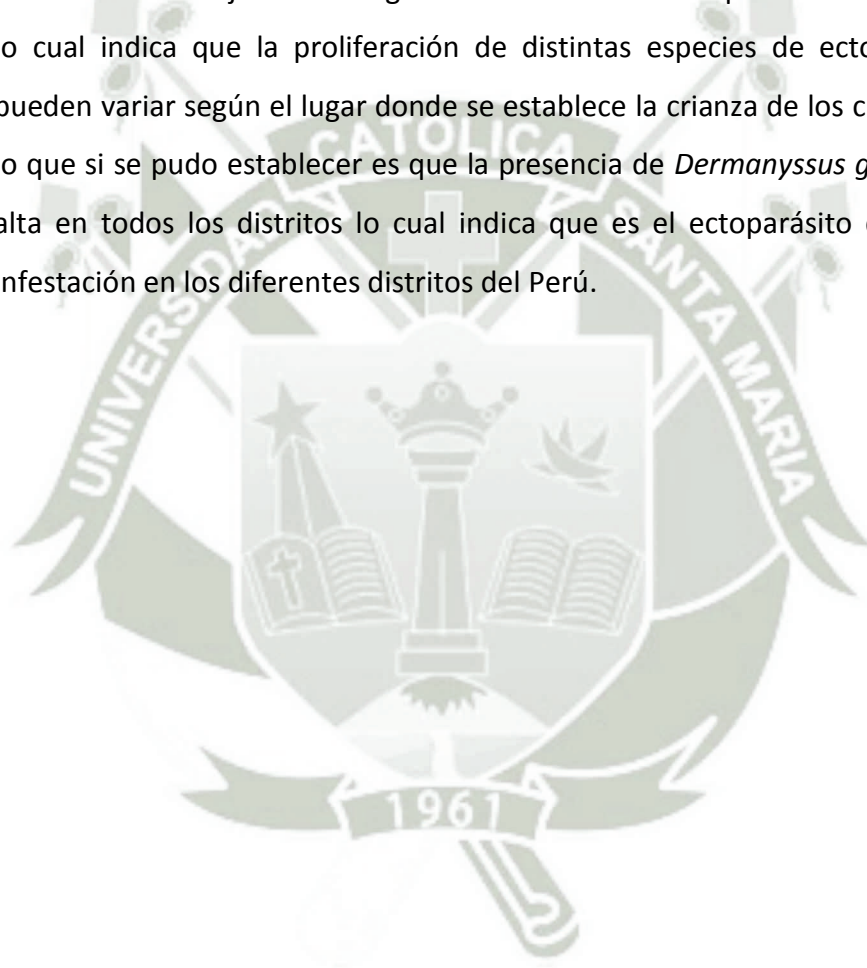 o cual indica que la proliferación de distintas especies de ecto
pueden variar según el lugar donde se establece la crianza de los c
o que si se pudo establecer es que la presencia de Dermanyssus g
alta en todos los distritos lo cual indica que es el ectoparásito
nfestación en los diferentes distritos del Perú.
UNIVERSIDAD CATOLICA SANTA MARIA
1961